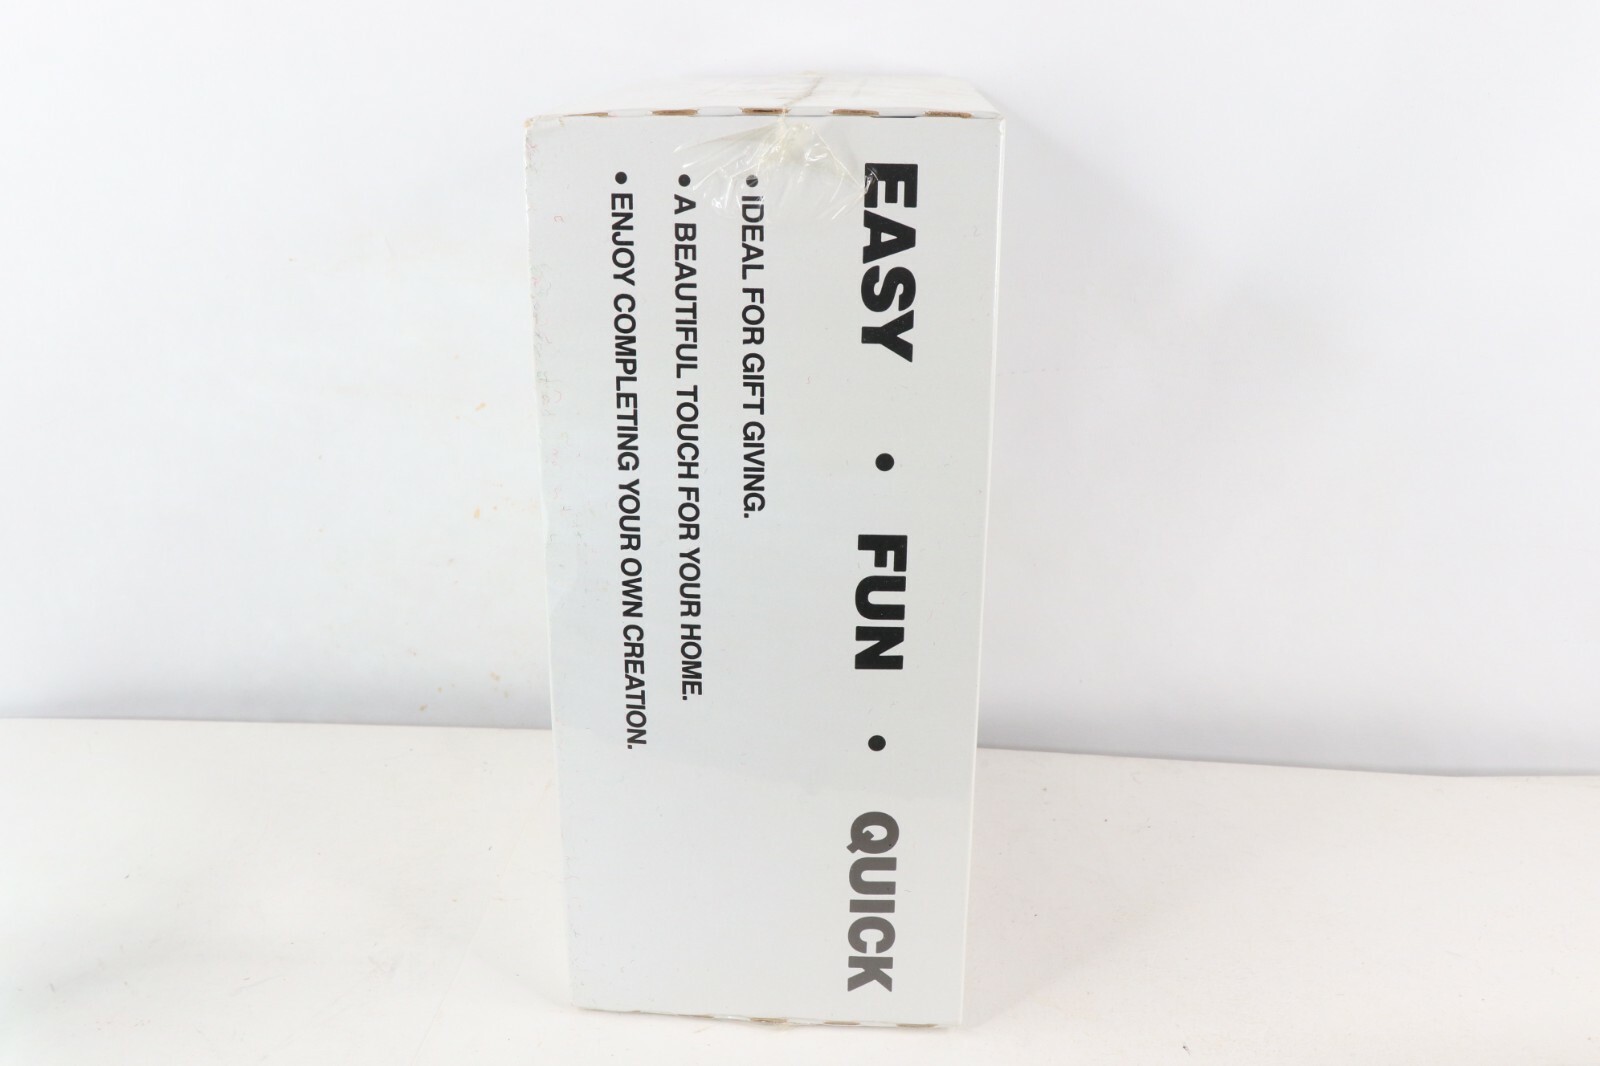 EASY • FUN • QUICK
• IDEAL FOR GIFT GIVING.
• A BEAUTIFUL TOUCH FOR YOUR HOME.
• ENJOY COMPLETING YOUR OWN CREATION.